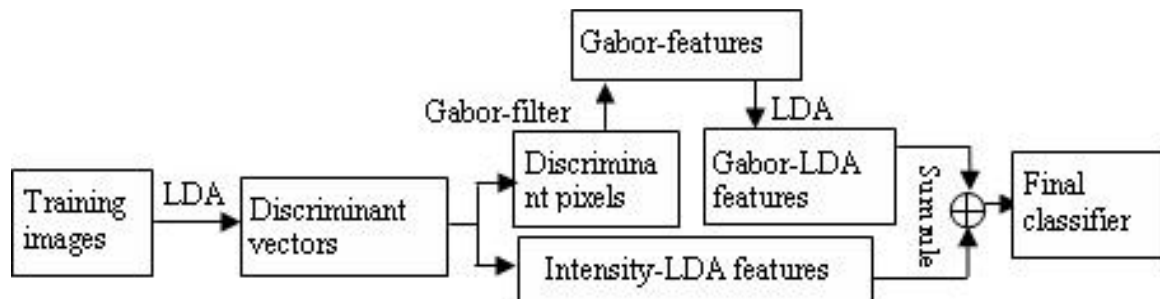 Gabor-features
Gabor-filter
LDA
Discrimina
nt pixels
Gabor-LDA
features
Sum rule
Training
images
LDA
Discriminant
vectors
Final
classifier
Intensity-LDA features